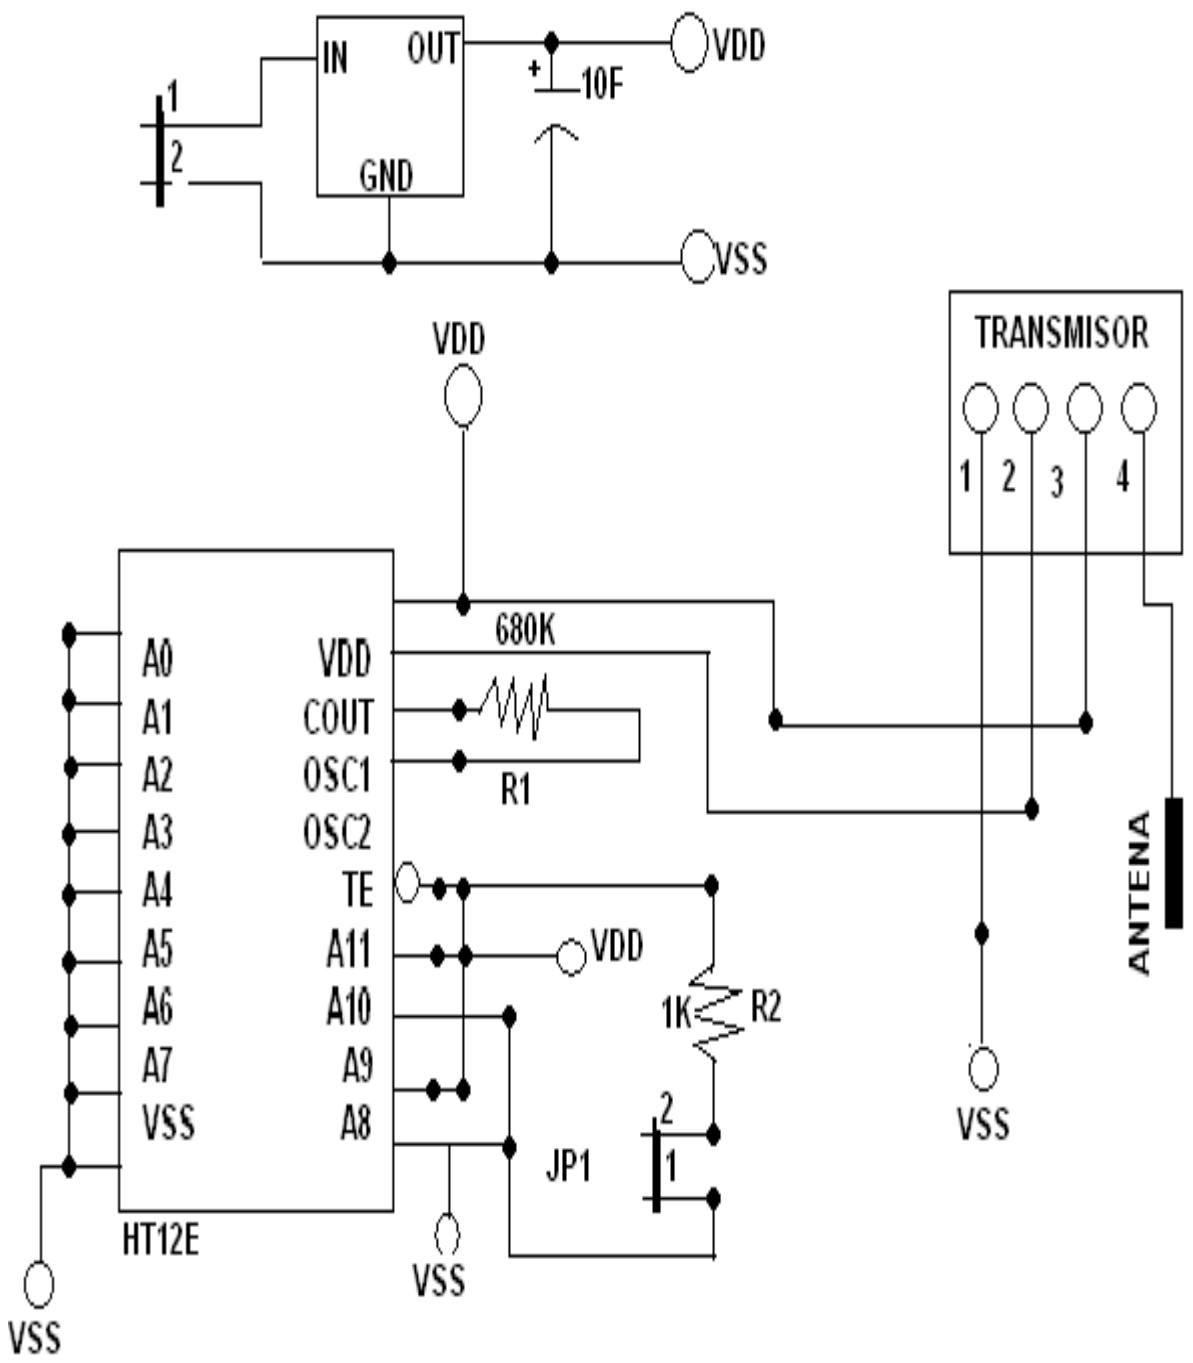 1
2
IN
OUT
GND
+
10F
VDD
VSS
VDD
TRANSMISOR
1
2
3
4
680K
R1
A0
A1
A2
A3
A4
A5
A6
A7
VSS
VDD
COUT
OSC1
OSC2
TE
A11
A10
A9
A8
HT12E
VDD
1K
R2
2
1
JP1
VSS
VSS
VSS
ANTENA